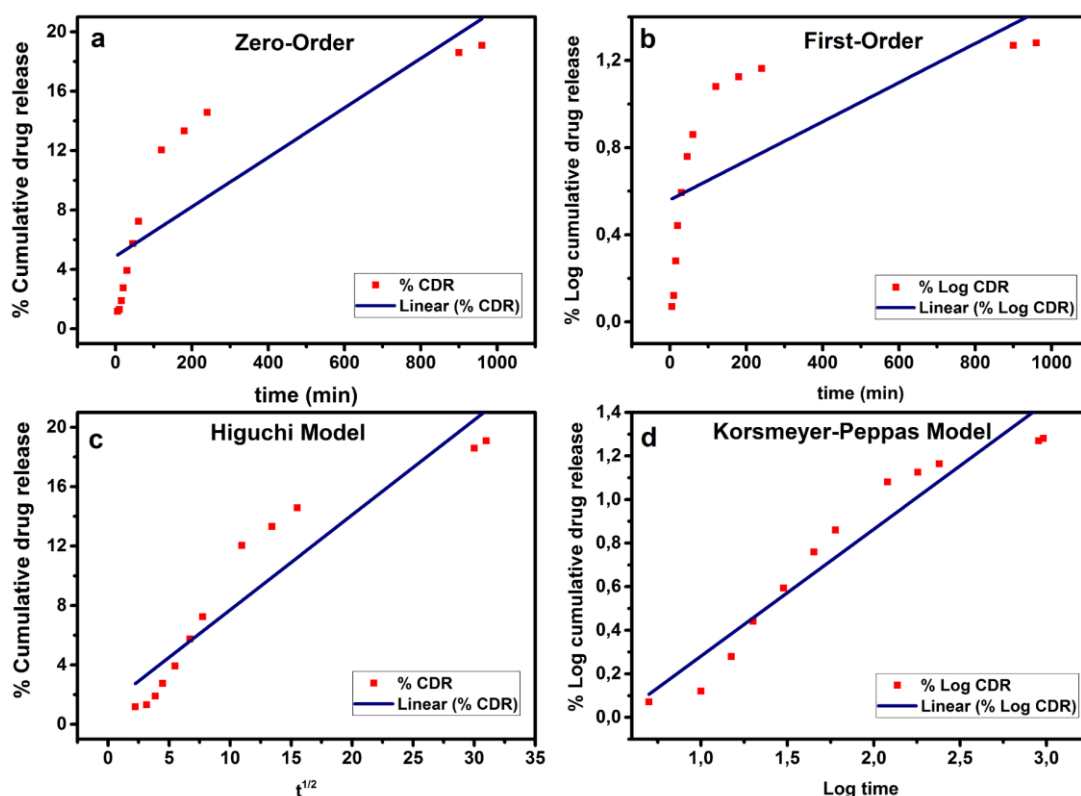 a
Zero-Order
% Cumulative drug release
20
16
12
8
4
0
% CDR
Linear (% CDR)
0 200 400 600 800 1000
time (min)
b
First-Order
% Log cumulative drug release
1,2
0,8
0,4
0,0
% Log CDR
Linear (% Log CDR)
0 200 400 600 800 1000
time (min)
c
Higuchi Model
% Cumulative drug release
20
16
12
8
4
0
% CDR
Linear (% CDR)
0 5 10 15 20 25 30 35
t^1/2
d
Korsmeyer-Peppas Model
% Log cumulative drug release
1,4
1,2
1,0
0,8
0,6
0,4
0,2
0,0
% Log CDR
Linear (% Log CDR)
1,0 1,5 2,0 2,5 3,0
Log time